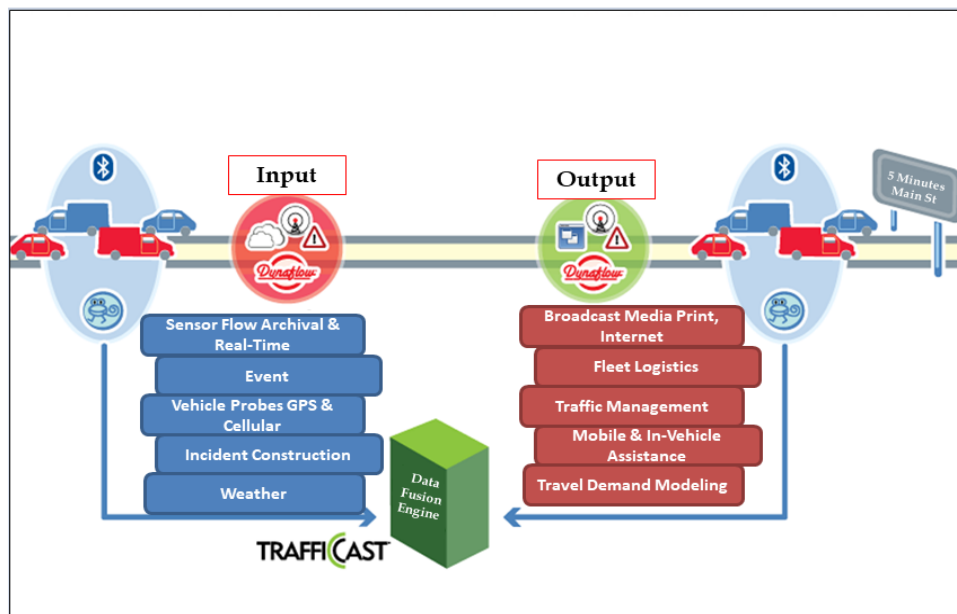 Input
Output
5 Minutes
Main St
Dynaflow
Dynaflow
Sensor Flow Archival &
Real-Time
Event
Vehicle Probes GPS &
Cellular
Incident Construction
Weather
Broadcast Media Print,
Internet
Fleet Logistics
Traffic Management
Mobile & In-Vehicle
Assistance
Travel Demand Modeling
Data
Fusion
Engine
TRAFFICAST